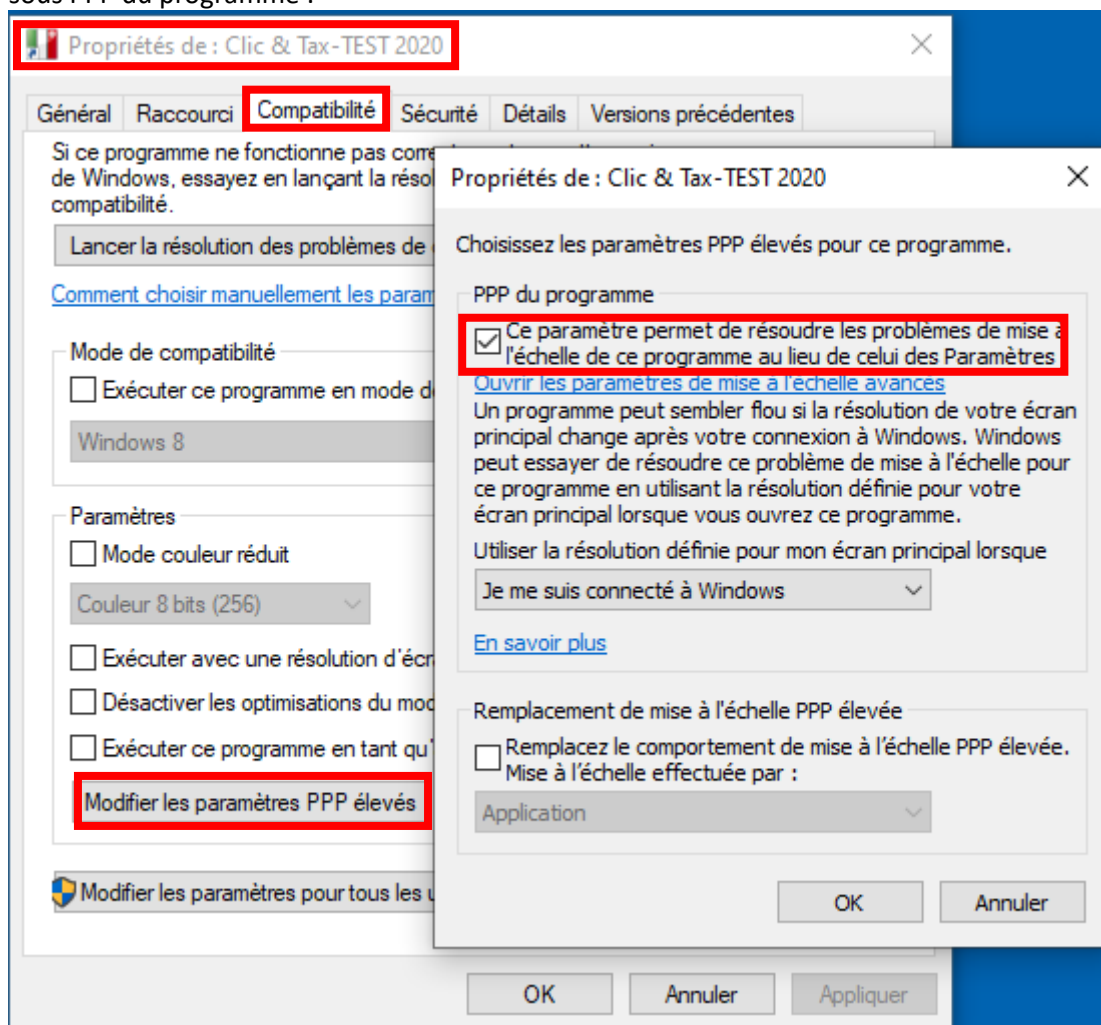 sous PPP du programme :
Propriétés de : Clic & Tax-TEST 2020
Général Raccourci Compatibilité Sécurité Détails Versions précédentes
Si ce programme ne fonctionne pas
de Windows, essayez en lançant la
compatibilité.
Lancer la résolution des problèmes de
Comment choisir manuellement les
Mode de compatibilité
Exécuter ce programme en mode
Windows 8
Paramètres
Mode couleur réduit
Couleur 8 bits (256)
Exécuter avec une résolution
Désactiver les optimisations du
Exécuter ce programme en tant
Modifier les paramètres PPP élevés
Modifier les paramètres pour tous les
OK Annuler Appliquer
Propriétés de : Clic & Tax-TEST 2020
Choisissez les paramètres PPP élevés pour ce programme.
PPP du programme
Ce paramètre permet de résoudre les problèmes de mise à
l'échelle de ce programme au lieu de celui des Paramètres
Ouvrir les paramètres de mise à l'échelle avancés
Un programme peut sembler flou si la résolution de votre écran
principal change après votre connexion à Windows. Windows
peut essayer de résoudre ce problème de mise à l'échelle pour
ce programme en utilisant la résolution définie pour votre
écran principal lorsque vous ouvrez ce programme.
Utiliser la résolution définie pour mon écran principal lorsque
Je me suis connecté à Windows
En savoir plus
Remplacement de mise à l'échelle PPP élevée
Remplacez le comportement de mise à l'échelle PPP élevée.
Mise à l'échelle effectuée par :
Application
OK Annuler